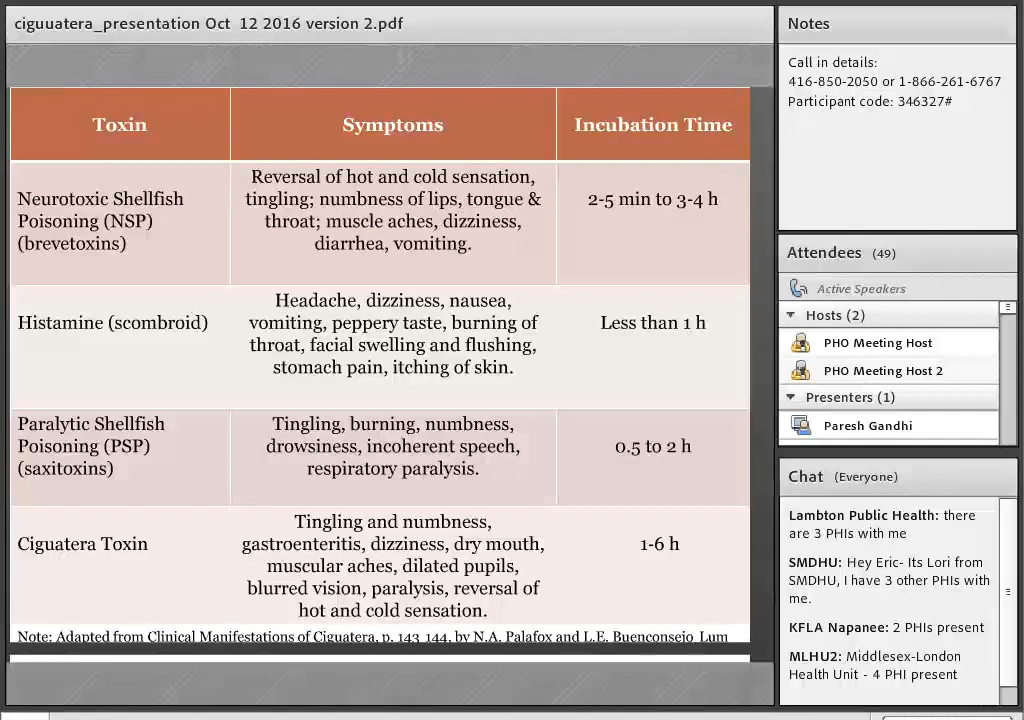 ciguuatera_presentation Oct 12 2016 version 2.pdf
Toxin
Symptoms
Incubation Time
Neurotoxic Shellfish
Poisoning (NSP)
(brevetoxins)
Reversal of hot and cold sensation,
tingling; numbness of lips, tongue &
throat; muscle aches, dizziness,
diarrhea, vomiting.
2-5 min to 3-4 h
Histamine (scombroid)
Headache, dizziness, nausea,
vomiting, peppery taste, burning of
throat, facial swelling and flushing,
stomach pain, itching of skin.
Less than 1 h
Paralytic Shellfish
Poisoning (PSP)
(saxitoxins)
Tingling, burning, numbness,
drowsiness, incoherent speech,
respiratory paralysis.
0.5 to 2 h
Ciguatera Toxin
Tingling and numbness,
gastroenteritis, dizziness, dry mouth,
muscular aches, dilated pupils,
blurred vision, paralysis, reversal of
hot and cold sensation.
1-6 h
Note: Adapted from Clinical Manifestations of Ciguatera, p. 143 144, by N.A. Palafox and L.E. Buenconsejo Lum
Notes
Call in details:
416-850-2050 or 1-866-261-6767
Participant code: 346327#
Attendees (49)
Active Speakers
Hosts (2)
PHO Meeting Host
PHO Meeting Host 2
Presenters (1)
Paresh Gandhi
Chat (Everyone)
Lambton Public Health: there
are 3 PHIs with me
SMDHU: Hey Eric- Its Lori from
SMDHU, I have 3 other PHIs with
me.
KFLA Napanee: 2 PHIs present
MLHU2: Middlesex-London
Health Unit - 4 PHI present